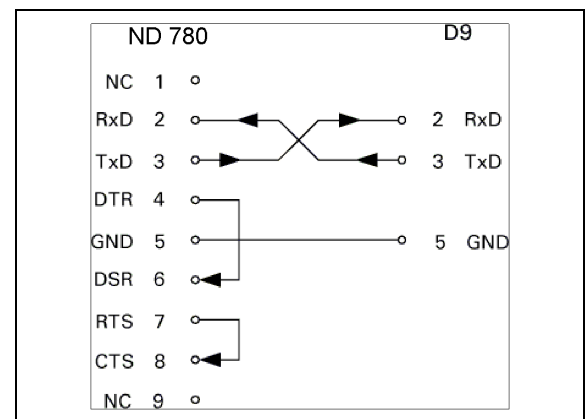 ND 780 D9
NC 1
RxD 2 2 RxD
TxD 3 3 TxD
DTR 4
GND 5 5 GND
DSR 6
RTS 7
CTS 8
NC 9